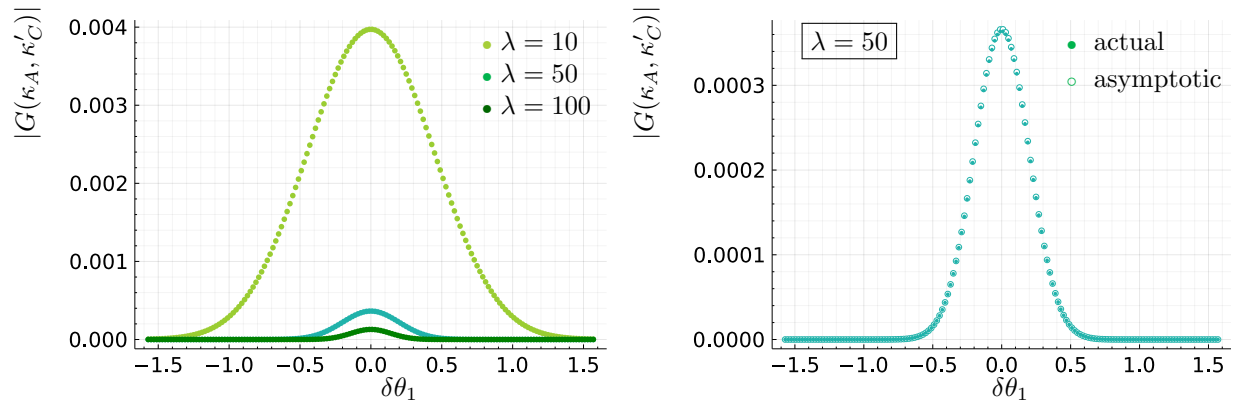 |G(κ_A, κ′_C)|
0.004
0.003
0.002
0.001
0.000
−1.5 −1.0 −0.5 0.0 0.5 1.0 1.5
δθ₁
λ = 10
λ = 50
λ = 100
|G(κ_A, κ′_C)|
0.0003
0.0002
0.0001
0.0000
−1.5 −1.0 −0.5 0.0 0.5 1.0 1.5
δθ₁
λ = 50
actual
asymptotic